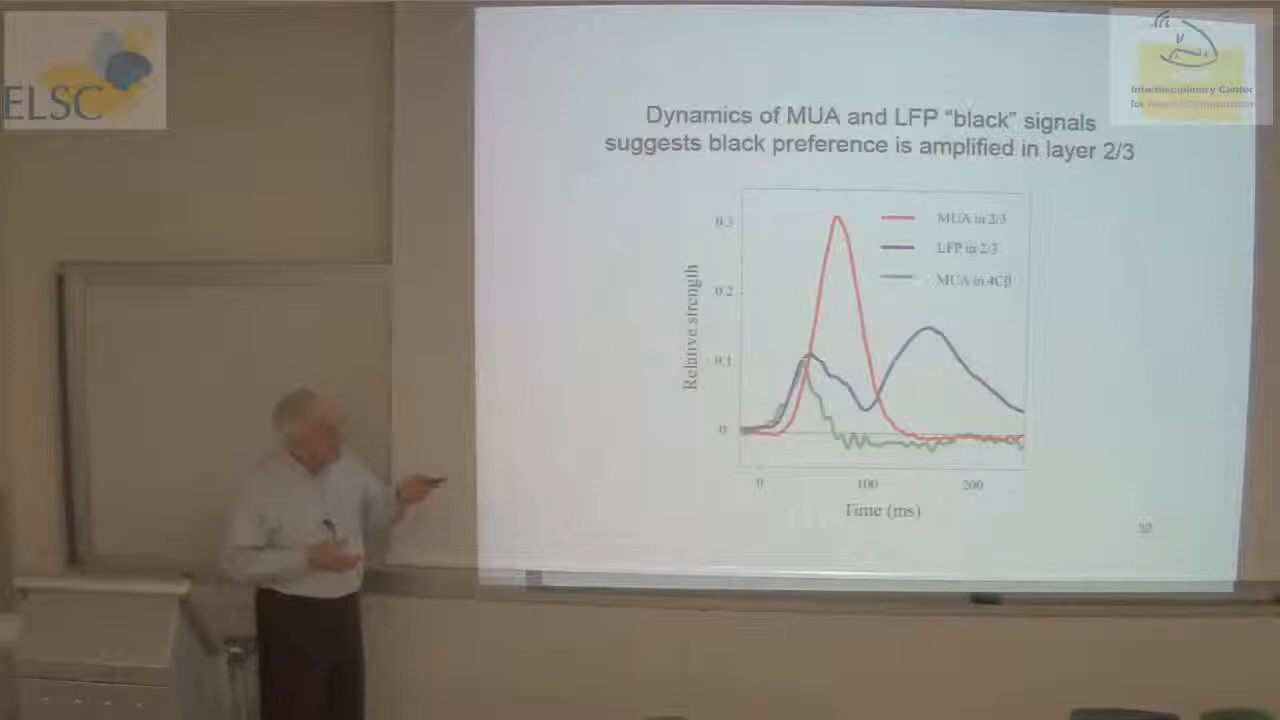 ELSC
Interdisciplinary Center
Dynamics of MUA and LFP “black” signals
suggests black preference is amplified in layer 2/3
0.3
0.2
0.1
0
Relative strength
MUA in 2/3
LFP in 2/3
MUA in 4Cβ
0
100
200
Time (ms)